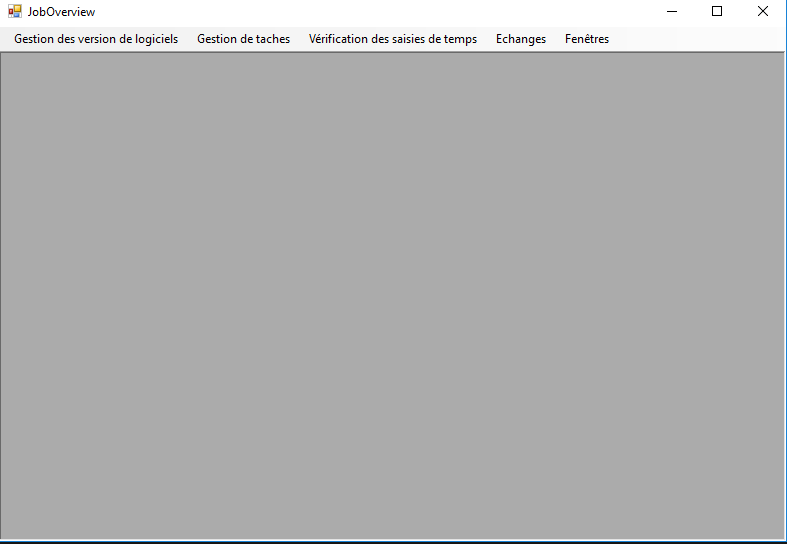 JobOverview
Gestion des version de logiciels Gestion de taches Vérification des saisies de temps Echanges Fenêtres